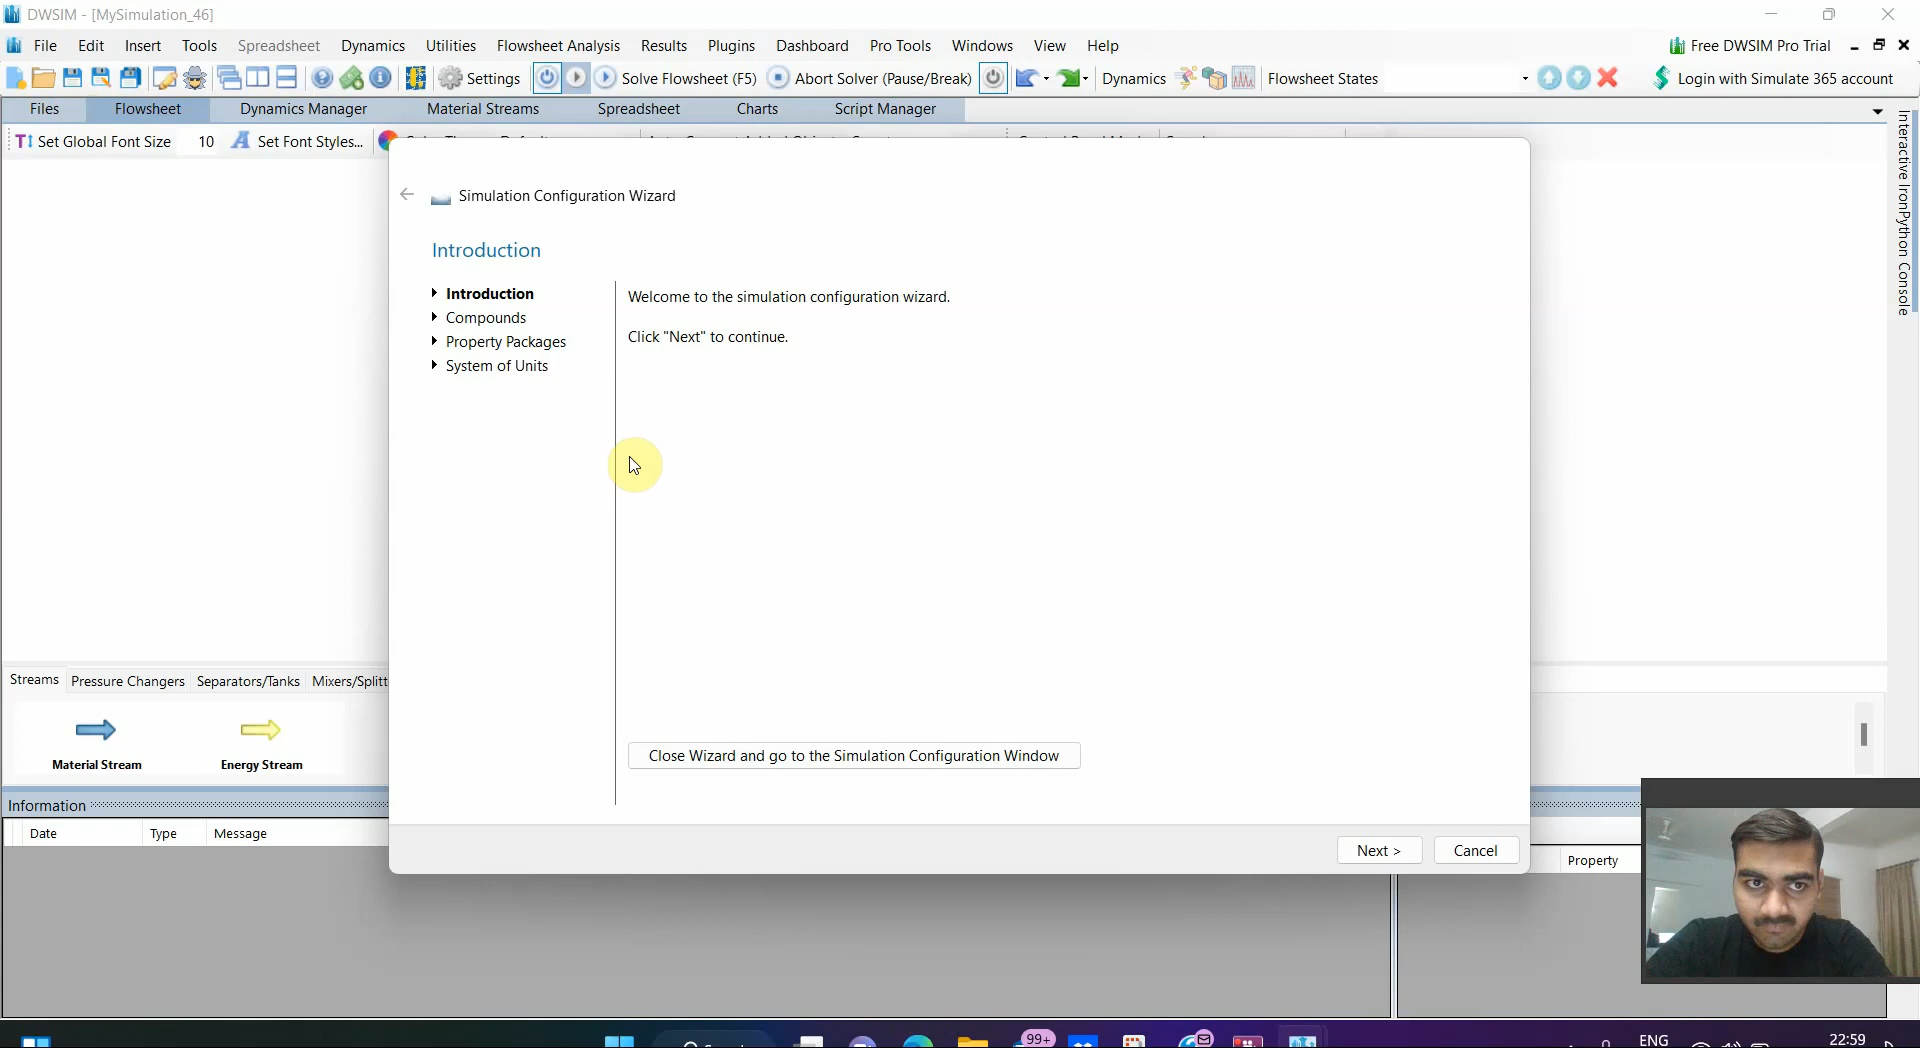 DWSIM - [MySimulation_46]
File Edit Insert Tools Spreadsheet Dynamics Utilities Flowsheet Analysis Results Plugins Dashboard Pro Tools Windows View Help Free DWSIM Pro Trial
Settings Solve Flowsheet (F5) Abort Solver (Pause/Break) Dynamics Flowsheet States Login with Simulate 365 account
Files Flowsheet Dynamics Manager Material Streams Spreadsheet Charts Script Manager
Set Global Font Size 10 Set Font Styles...
Interactive IronPython Console
Simulation Configuration Wizard
Introduction
Introduction
Compounds
Property Packages
System of Units
Welcome to the simulation configuration wizard.
Click "Next" to continue.
Close Wizard and go to the Simulation Configuration Window
Next > Cancel
Streams Pressure Changers Separators/Tanks Mixers/Splitt
Material Stream Energy Stream
Information
Date Type Message
Property
99+
ENG
22:59